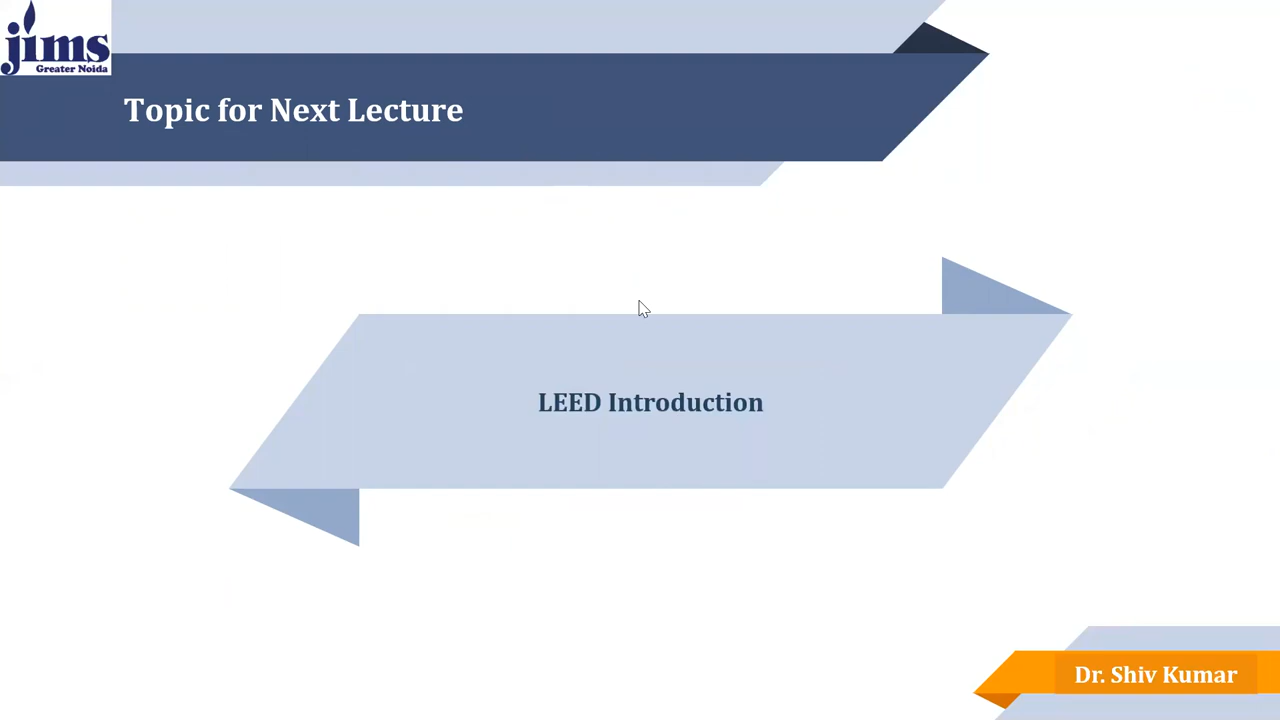 jims
Greater Noida
Topic for Next Lecture
LEED Introduction
Dr. Shiv Kumar